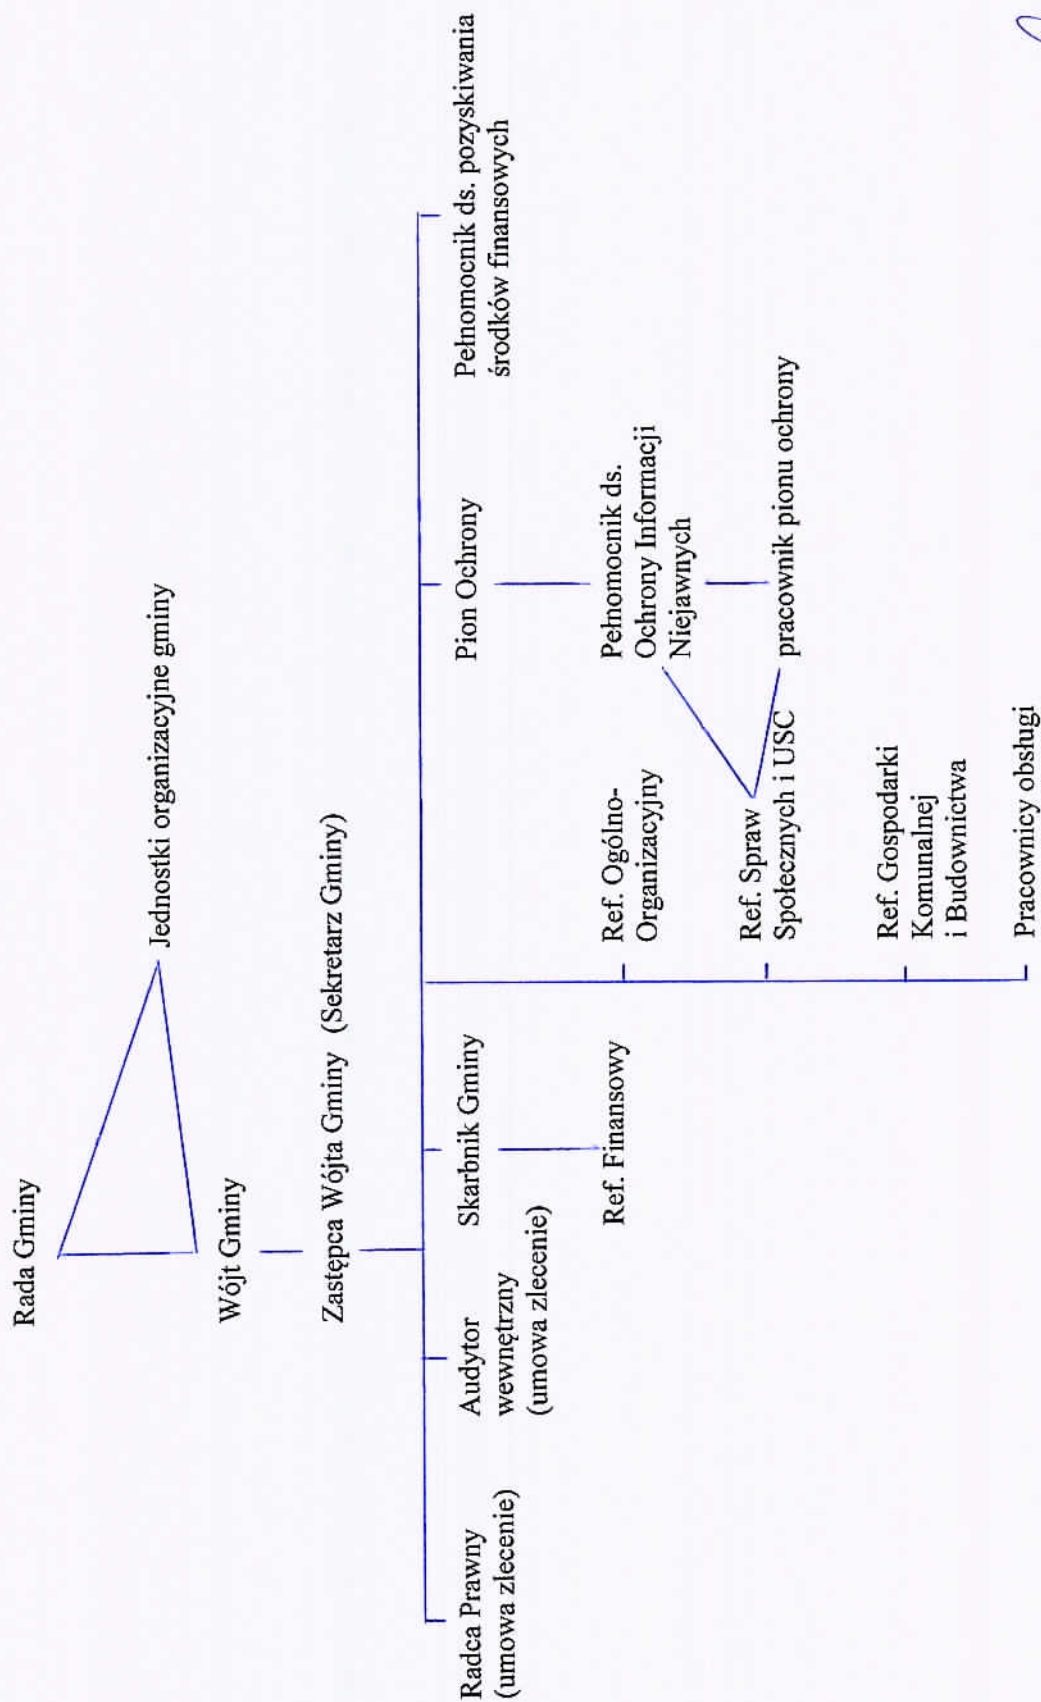 Rada Gminy
Jednostki organizacyjne gminy
Wójt Gminy
Zastępca Wójta Gminy (Sekretarz Gminy)
Radca Prawny
(umowa zlecenie)
Audytor
wewnętrzny
(umowa zlecenie)
Skarbnik Gminy
Ref. Finansowy
Pion Ochrony
Pełnomocnik ds. pozyskiwania
środków finansowych
Ref. Ogólno-
Organizacyjny
Pełnomocnik ds.
Ochrony Informacji
Niejawnych
Ref. Spraw
Społecznych i USC
pracownik pionu ochrony
Ref. Gospodarki
Komunalnej
i Budownictwa
Pracownicy obsługi